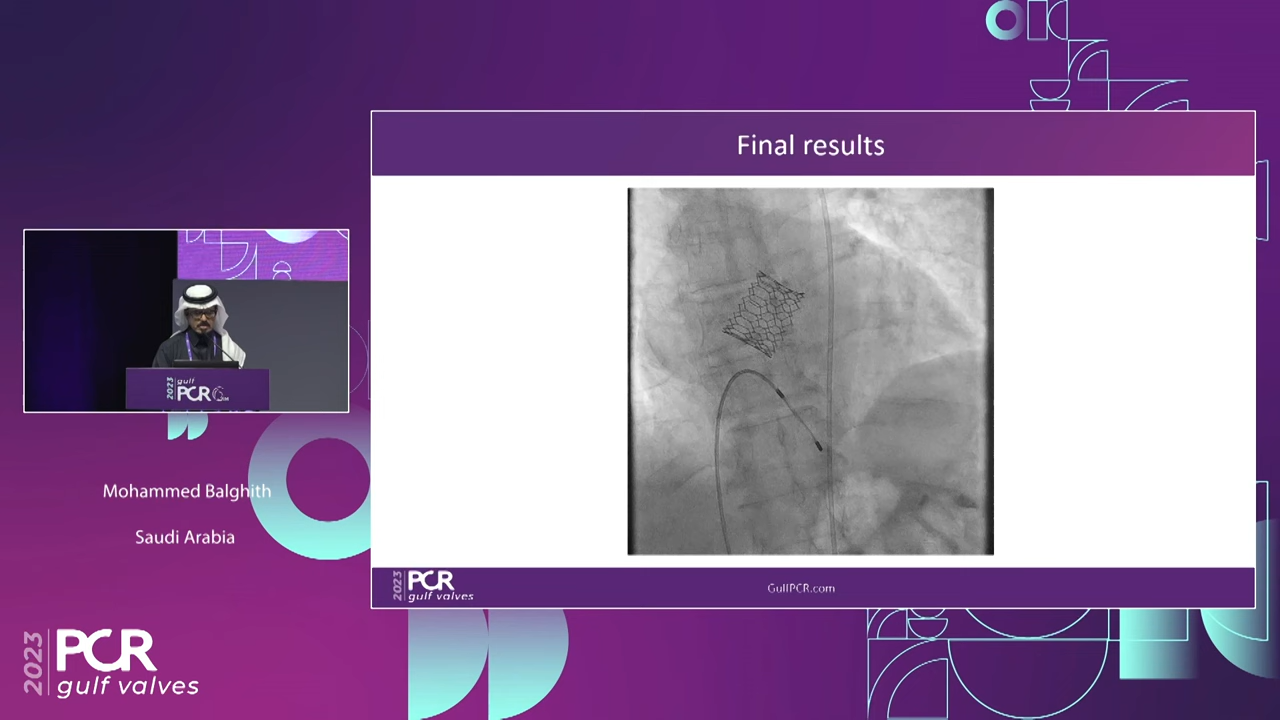 Final results
2023
gulf
PCR
Mohammed Balghith
Saudi Arabia
2023
PCR
gulf valves
GulfPCR.com
2023
PCR
gulf valves